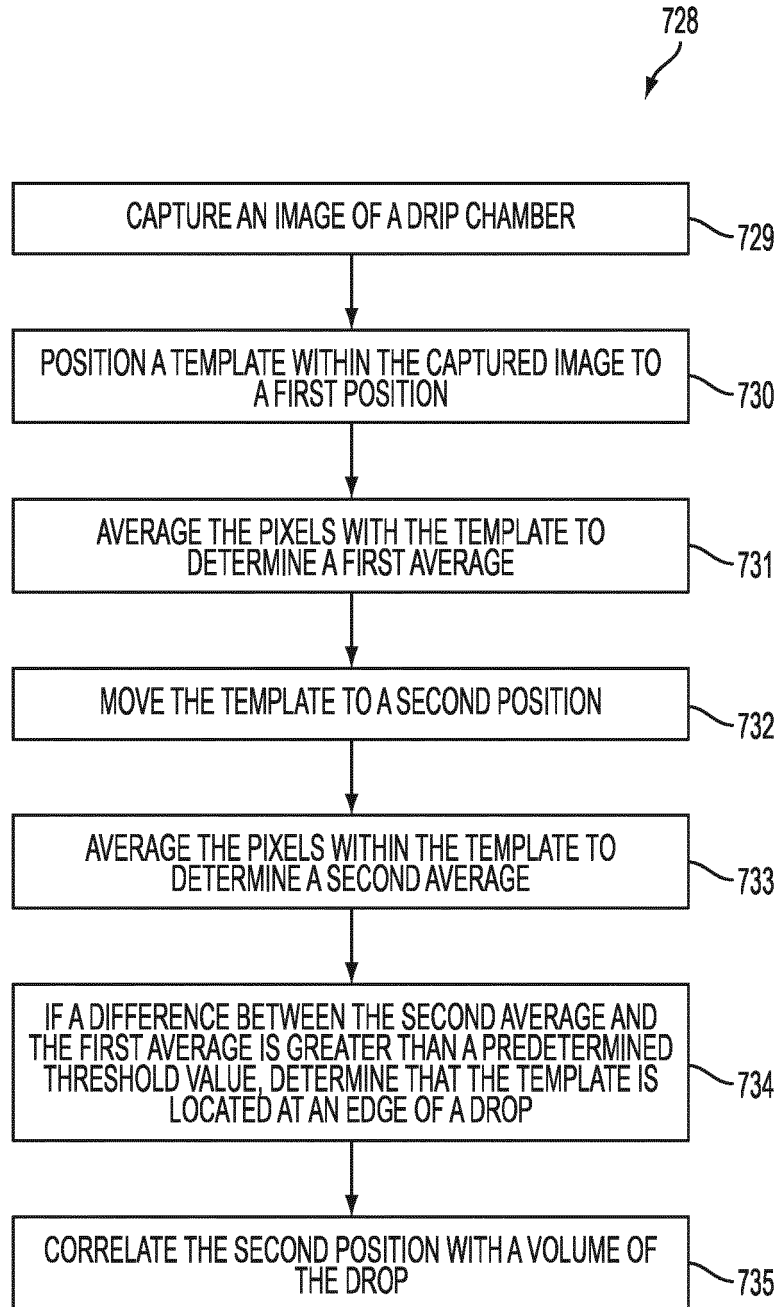 728
CAPTURE AN IMAGE OF A DRIP CHAMBER
729
POSITION A TEMPLATE WITHIN THE CAPTURED IMAGE TO
A FIRST POSITION
730
AVERAGE THE PIXELS WITH THE TEMPLATE TO
DETERMINE A FIRST AVERAGE
731
MOVE THE TEMPLATE TO A SECOND POSITION
732
AVERAGE THE PIXELS WITHIN THE TEMPLATE TO
DETERMINE A SECOND AVERAGE
733
IF A DIFFERENCE BETWEEN THE SECOND AVERAGE AND
THE FIRST AVERAGE IS GREATER THAN A PREDETERMINED
THRESHOLD VALUE, DETERMINE THAT THE TEMPLATE IS
LOCATED AT AN EDGE OF A DROP
734
CORRELATE THE SECOND POSITION WITH A VOLUME OF
THE DROP
735